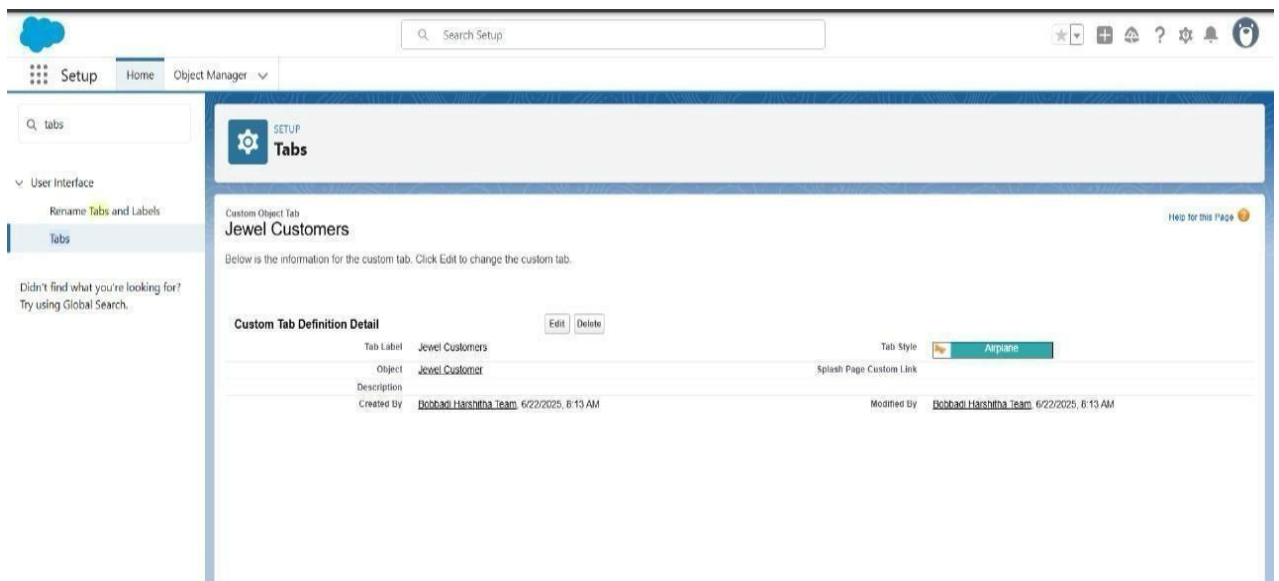 Search Setup
?
Setup Home Object Manager
tabs
User Interface
Rename Tabs and Labels
Tabs
Didn't find what you're looking for?
Try using Global Search.
SETUP
Tabs
Custom Object Tab
Jewel Customers
Help for this Page
Below is the information for the custom tab. Click Edit to change the custom tab.
Custom Tab Definition Detail Edit Delete
Tab Label Jewel Customers Tab Style Airplane
Object Jewel Customer Splash Page Custom Link
Description
Created By Bobbadi Harshitha Team, 6/22/2025, 8:13 AM Modified By Bobbadi Harshitha Team, 6/22/2025, 8:13 AM